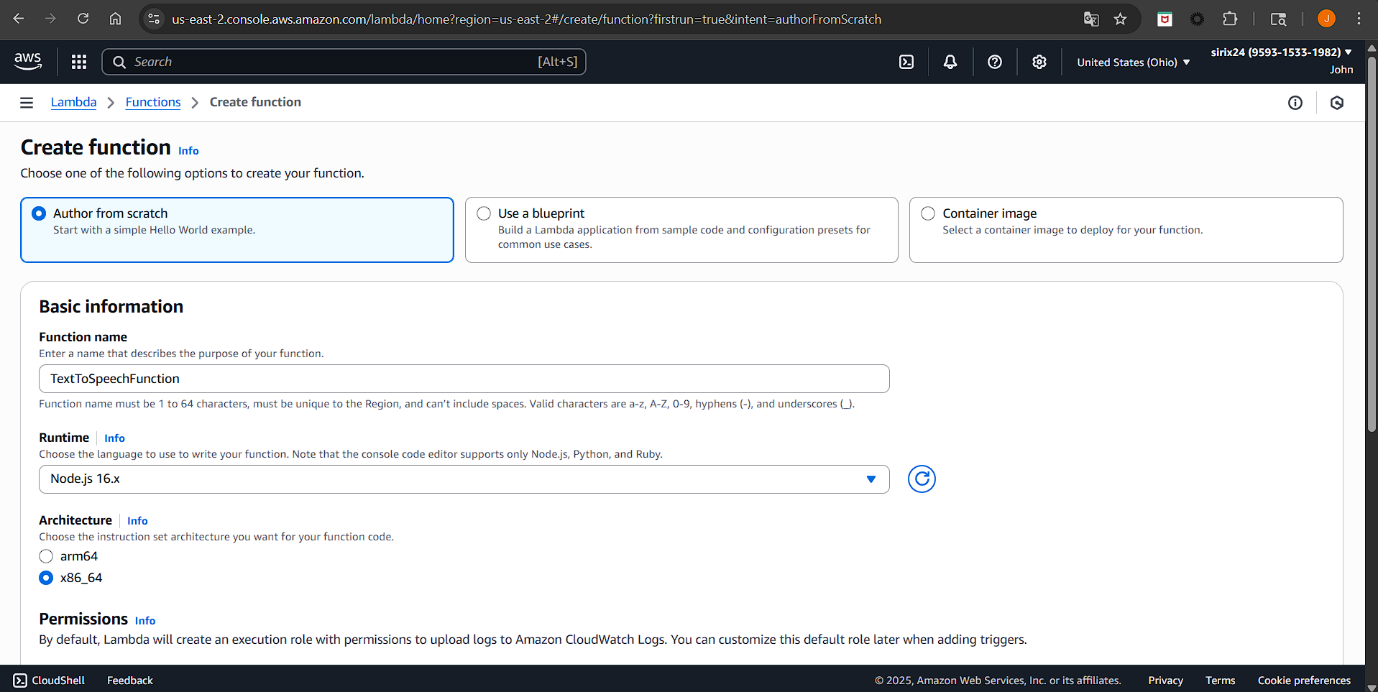 us-east-2.console.aws.amazon.com/lambda/home?region=us-east-2#/create/function?firstrun=true&intent=authorFromScratch
J
aws
Search
[Alt+S]
United States (Ohio) ▼
sirix24 (9593-1533-1982) ▼
John
Lambda > Functions > Create function
Create function Info
Choose one of the following options to create your function.
Author from scratch
Start with a simple Hello World example.
Use a blueprint
Build a Lambda application from sample code and configuration presets for
common use cases.
Container image
Select a container image to deploy for your function.
Basic information
Function name
Enter a name that describes the purpose of your function.
TextToSpeechFunction
Function name must be 1 to 64 characters, must be unique to the Region, and can't include spaces. Valid characters are a-z, A-Z, 0-9, hyphens (-), and underscores (_).
Runtime Info
Choose the language to use to write your function. Note that the console code editor supports only Node.js, Python, and Ruby.
Node.js 16.x
Architecture Info
Choose the instruction set architecture you want for your function code.
arm64
x86_64
Permissions Info
By default, Lambda will create an execution role with permissions to upload logs to Amazon CloudWatch Logs. You can customize this default role later when adding triggers.
CloudShell Feedback © 2025, Amazon Web Services, Inc. or its affiliates. Privacy Terms Cookie preferences